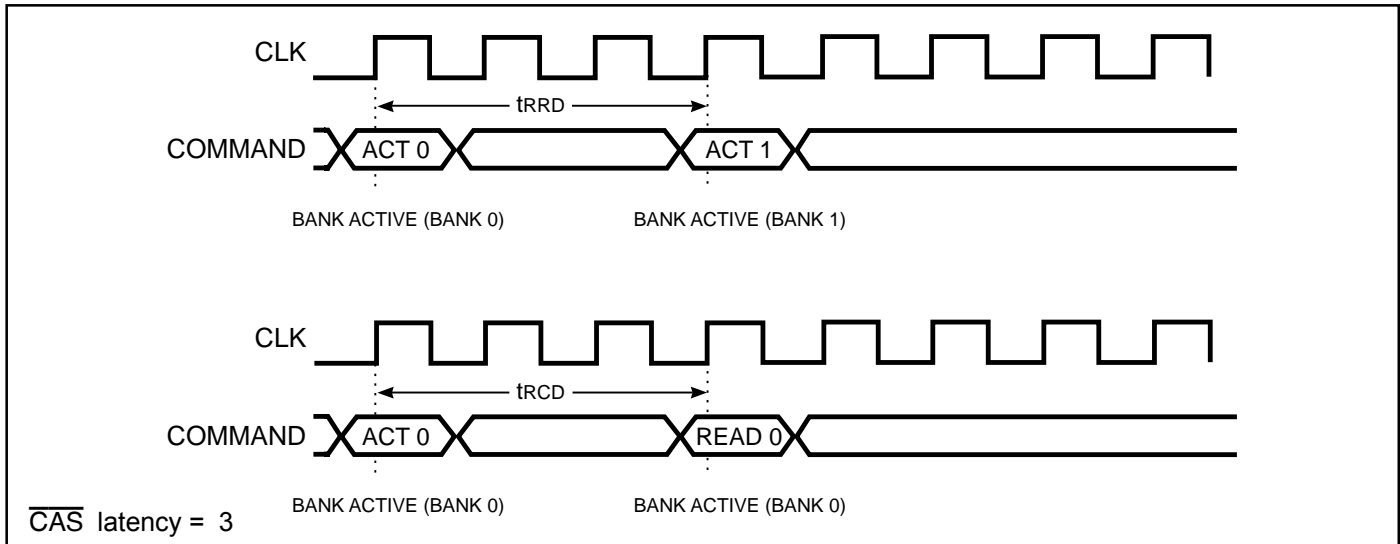 CLK
tRRD
COMMAND ACT 0 ACT 1
BANK ACTIVE (BANK 0) BANK ACTIVE (BANK 1)
CLK
tRCD
COMMAND ACT 0 READ 0
BANK ACTIVE (BANK 0) BANK ACTIVE (BANK 0)
C̅A̅S̅ latency = 3